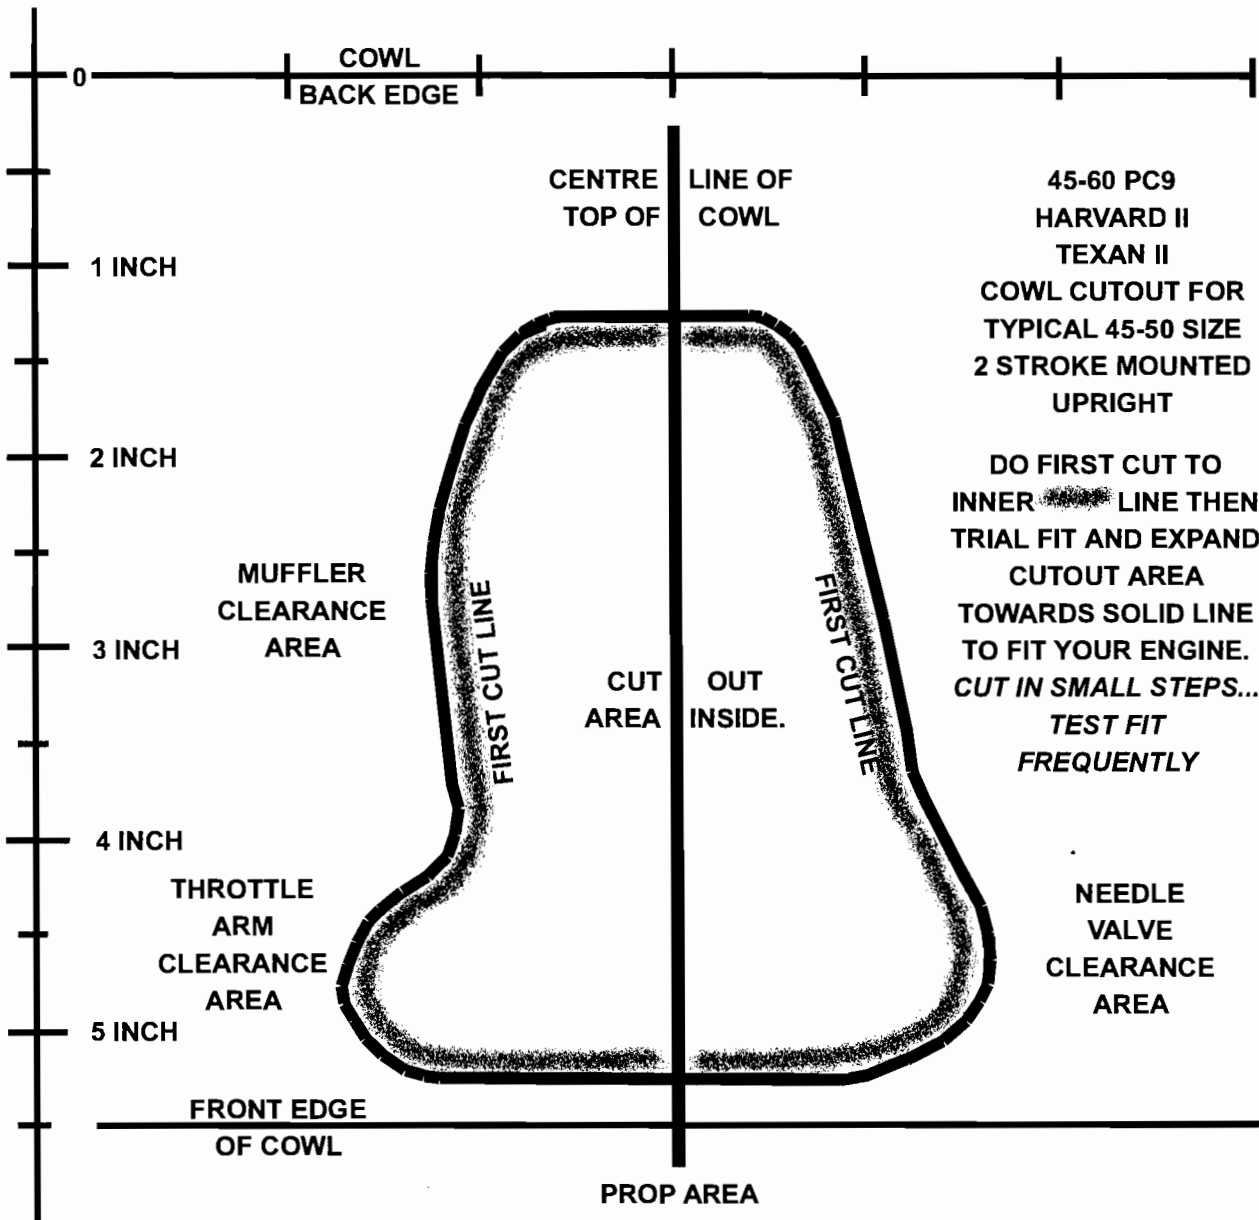 COWL
0
BACK EDGE
CENTRE LINE OF
TOP OF COWL
1 INCH
2 INCH
3 INCH
4 INCH
5 INCH
45-60 PC9
HARVARD II
TEXAN II
COWL CUTOUT FOR
TYPICAL 45-50 SIZE
2 STROKE MOUNTED
UPRIGHT
DO FIRST CUT TO
INNER LINE THEN
TRIAL FIT AND EXPAND
CUTOUT AREA
TOWARDS SOLID LINE
TO FIT YOUR ENGINE.
CUT IN SMALL STEPS...
TEST FIT
FREQUENTLY
MUFFLER
CLEARANCE
AREA
FIRST CUT LINE
FIRST CUT LINE
CUT OUT
AREA INSIDE.
THROTTLE
ARM
CLEARANCE
AREA
NEEDLE
VALVE
CLEARANCE
AREA
FRONT EDGE
OF COWL
PROP AREA